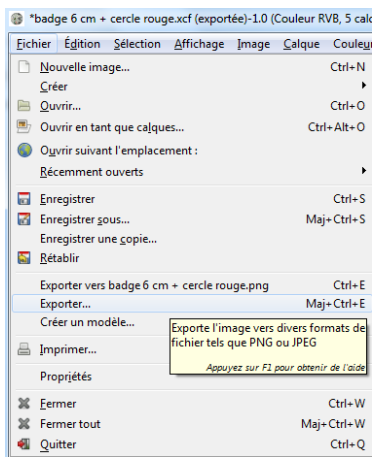 *badge 6 cm + cercle rouge.xcf (exportée)-1.0 (Couleur RVB, 5 calc
Fichier Édition Sélection Affichage Image Calque Couleu
Nouvelle image... Ctrl+N
Créer
Ouvrir... Ctrl+O
Ouvrir en tant que calques... Ctrl+Alt+O
Ouvrir suivant l'emplacement :
Récemment ouverts
Enregistrer Ctrl+S
Enregistrer sous... Maj+Ctrl+S
Enregistrer une copie...
Rétablir
Exporter vers badge 6 cm + cercle rouge.png Ctrl+E
Exporter... Maj+Ctrl+E
Créer un modèle...
Exporte l'image vers divers formats de
fichier tels que PNG ou JPEG
Appuyez sur F1 pour obtenir de l'aide
Imprimer...
Propriétés
Fermer Ctrl+W
Fermer tout Maj+Ctrl+W
Quitter Ctrl+Q